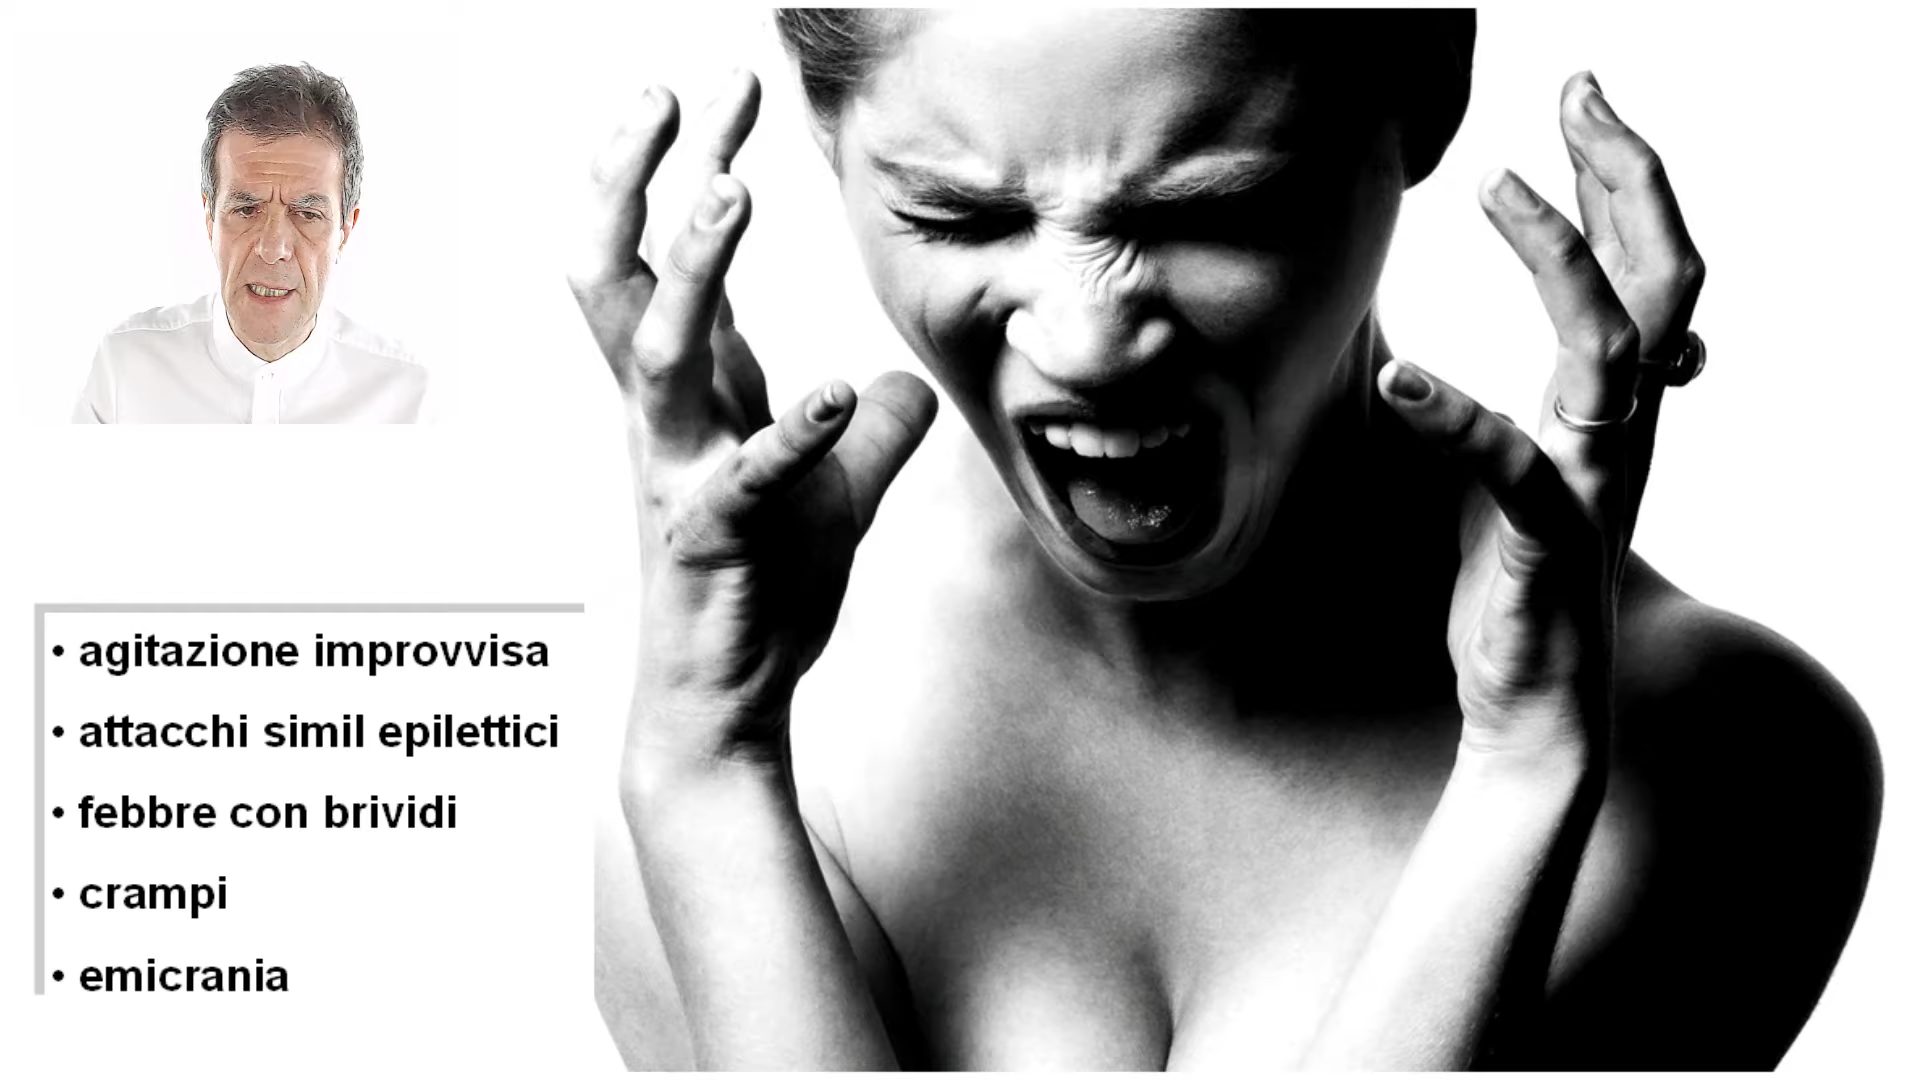 • agitazione improvvisa
• attacchi simil epilettici
• febbre con brividi
• crampi
• emicrania